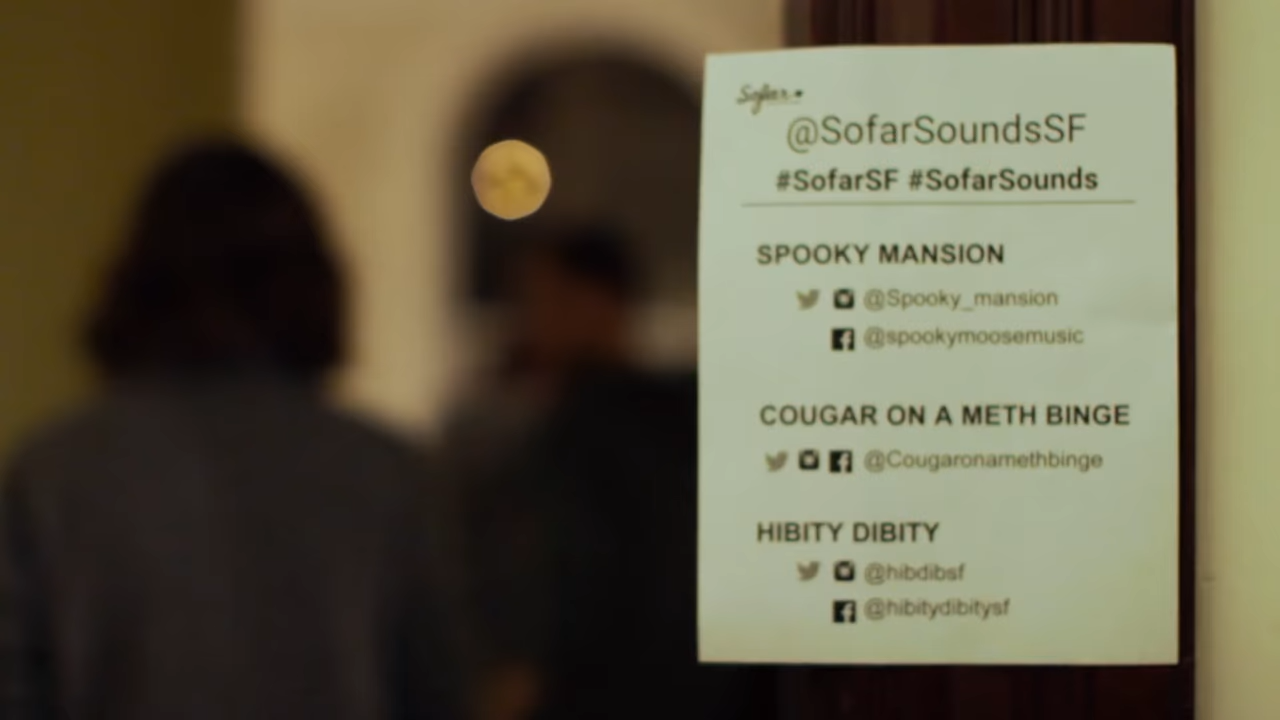 Sofar
@SofarSoundsSF
#SofarSF #SofarSounds
SPOOKY MANSION
@Spooky_mansion
@spookymoosemusic
COUGAR ON A METH BINGE
@Cougaronamethbinge
HIBITY DIBITY
@hibdibsf
@hibitydibitysf